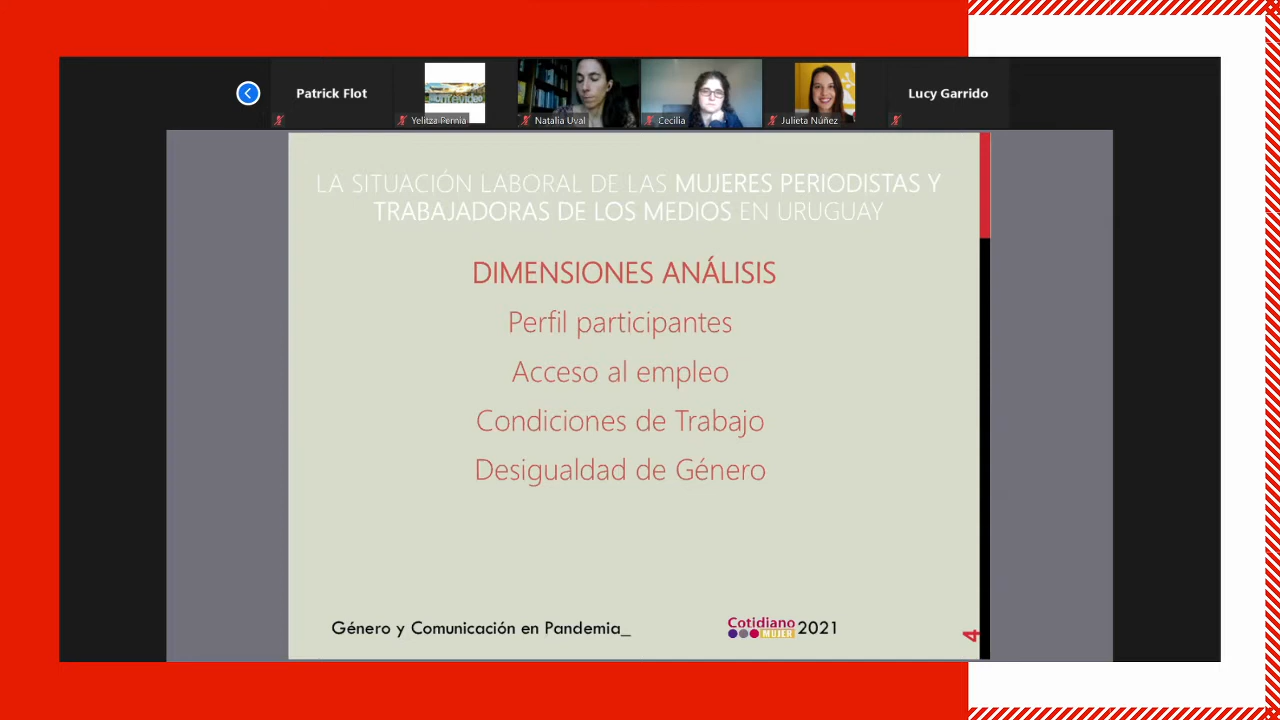 Patrick Flot
Yelitza Pernia
Natalia Uval
Cecilia
Julieta Núñez
Lucy Garrido
LA SITUACIÓN LABORAL DE LAS MUJERES PERIODISTAS Y
TRABAJADORAS DE LOS MEDIOS EN URUGUAY
DIMENSIONES ANÁLISIS
Perfil participantes
Acceso al empleo
Condiciones de Trabajo
Desigualdad de Género
Género y Comunicación en Pandemia_
Cotidiano
MUJER
2021
4